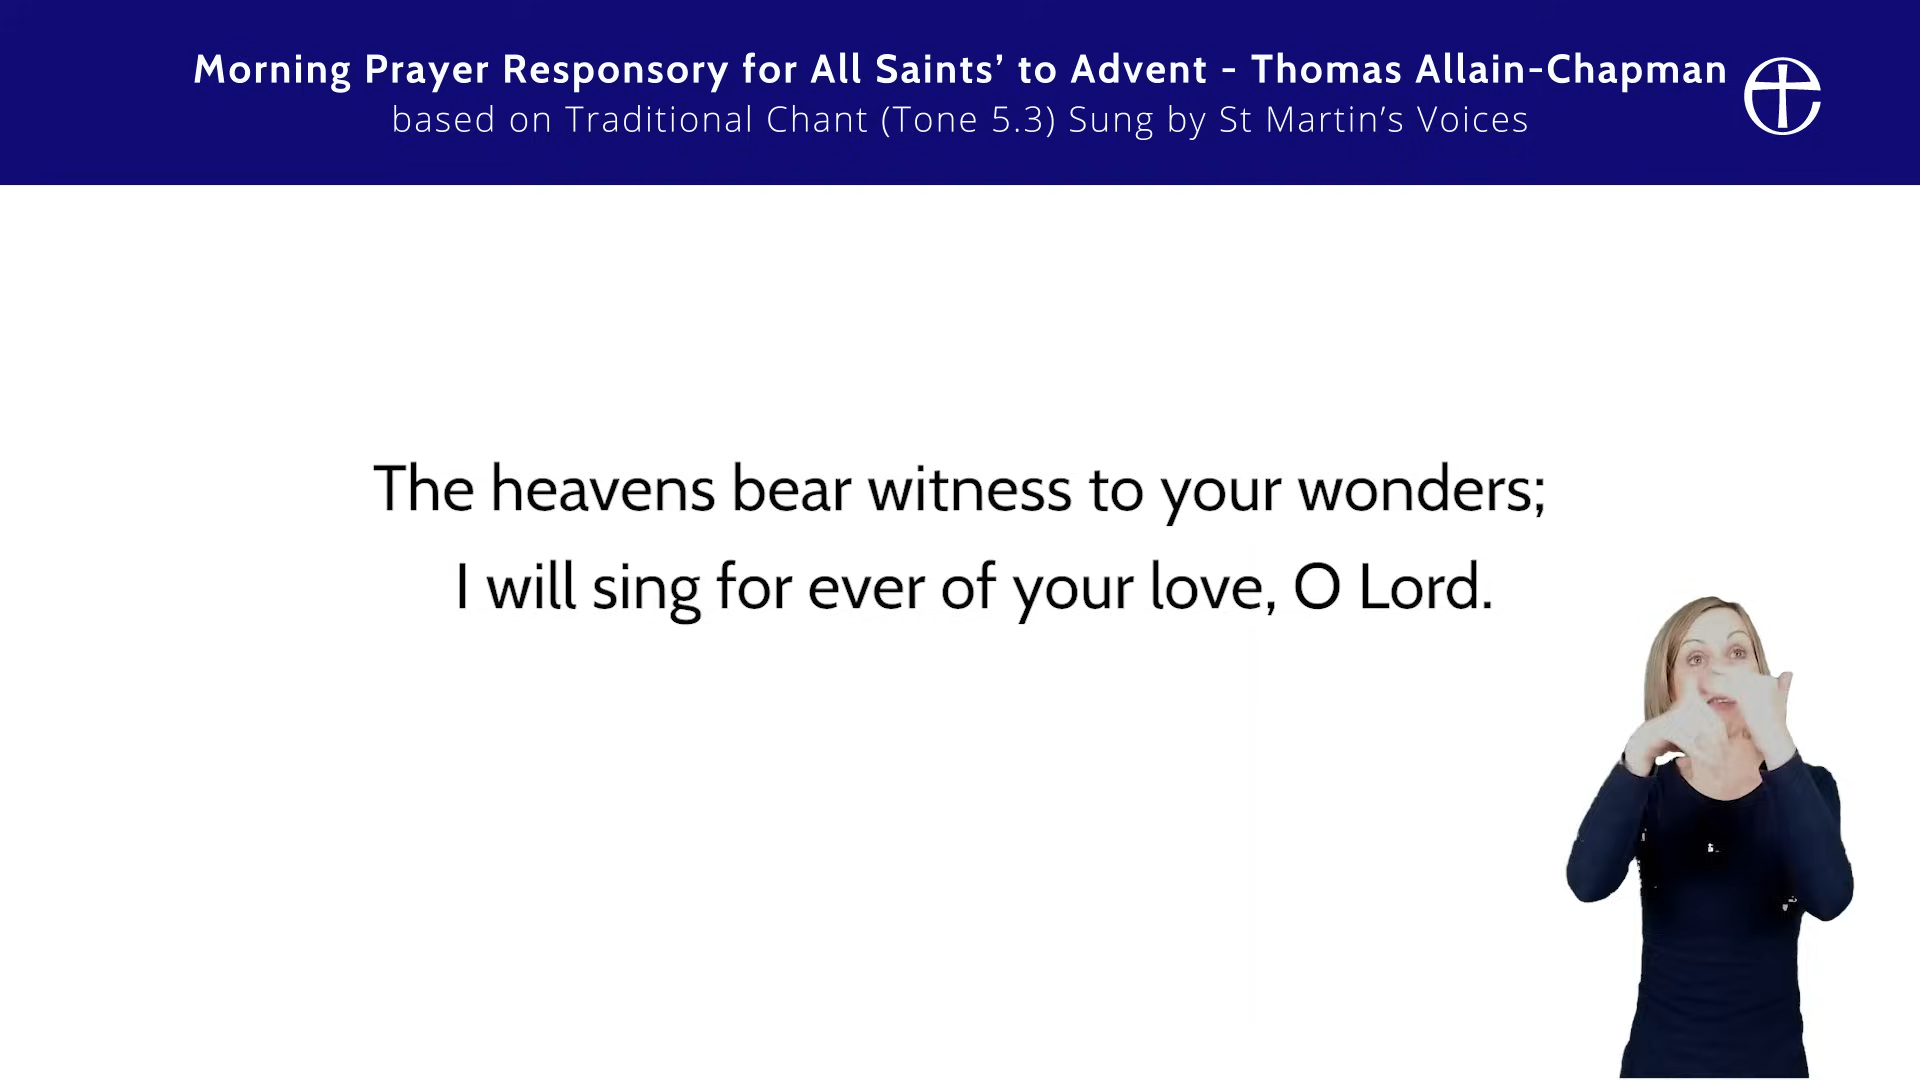 Morning Prayer Responsory for All Saints’ to Advent - Thomas Allain-Chapman
based on Traditional Chant (Tone 5.3) Sung by St Martin’s Voices
The heavens bear witness to your wonders;
I will sing for ever of your love, O Lord.